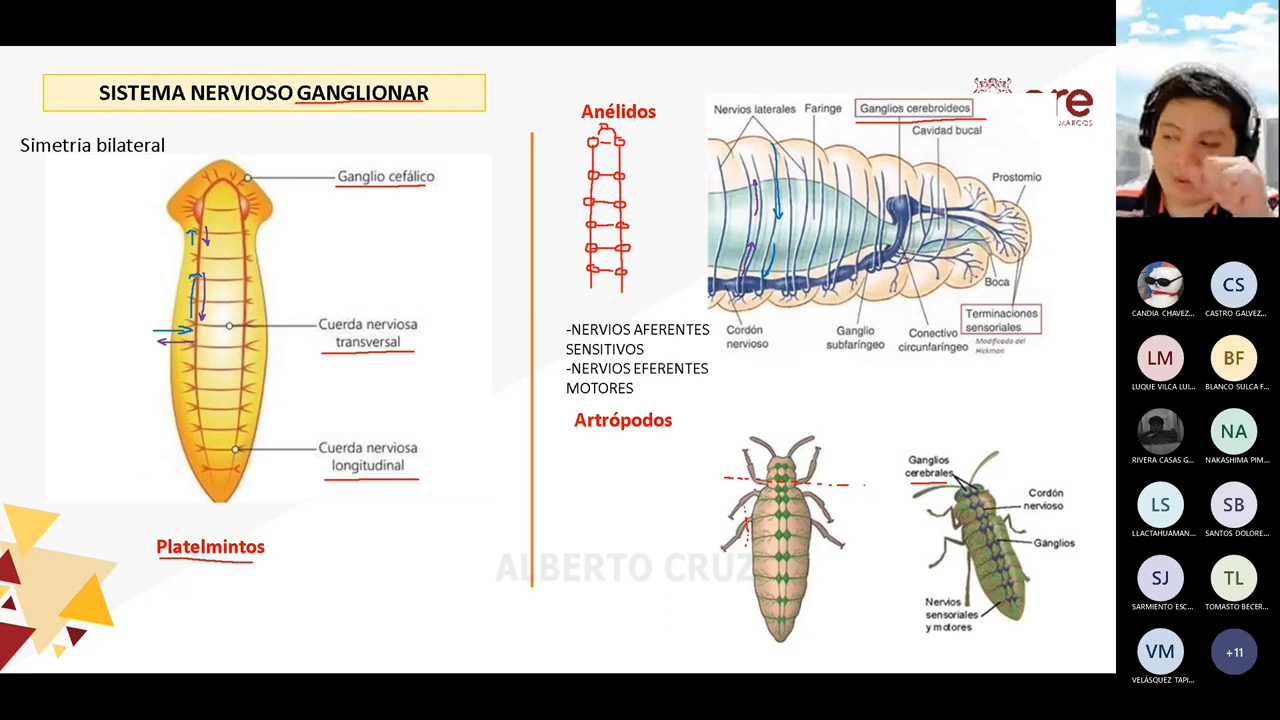 SISTEMA NERVIOSO GANGLIONAR
Simetria bilateral
Ganglio cefálico
Cuerda nerviosa
transversal
Cuerda nerviosa
longitudinal
Platelmintos
Anélidos
Nervios laterales
Faringe
Ganglios cerebroideos
Cavidad bucal
Prostomio
Boca
Terminaciones
sensoriales
Modificado del
Hickman
Cordón
nervioso
Ganglio
subfaríngeo
Conectivo
circunfaríngeo
-NERVIOS AFERENTES
SENSITIVOS
-NERVIOS EFERENTES
MOTORES
Artrópodos
Ganglios
cerebrales
Cordón
nervioso
Gánglios
Nervios
sensoriales
y motores
ALBERTO CRUZ
re
MARCOS
CANDIA CHAVEZ...
CS
CASTRO GALVEZ...
LM
LUQUE VILCA LUI...
BF
BLANCO SULCA F...
RIVERA CASAS G...
NA
NAKASHIMA PIM...
LS
LLACTAHUAMAN...
SB
SANTOS DOLORE...
SJ
SARMIENTO ESC...
TL
TOMASTO BECER...
VM
VELÁSQUEZ TAPI...
+11